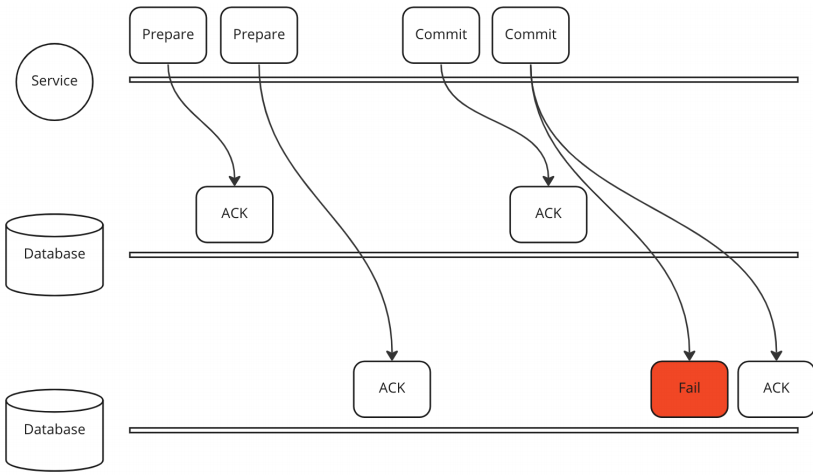 Prepare
Prepare
Commit
Commit
Service
ACK
ACK
Database
ACK
Fail
ACK
Database